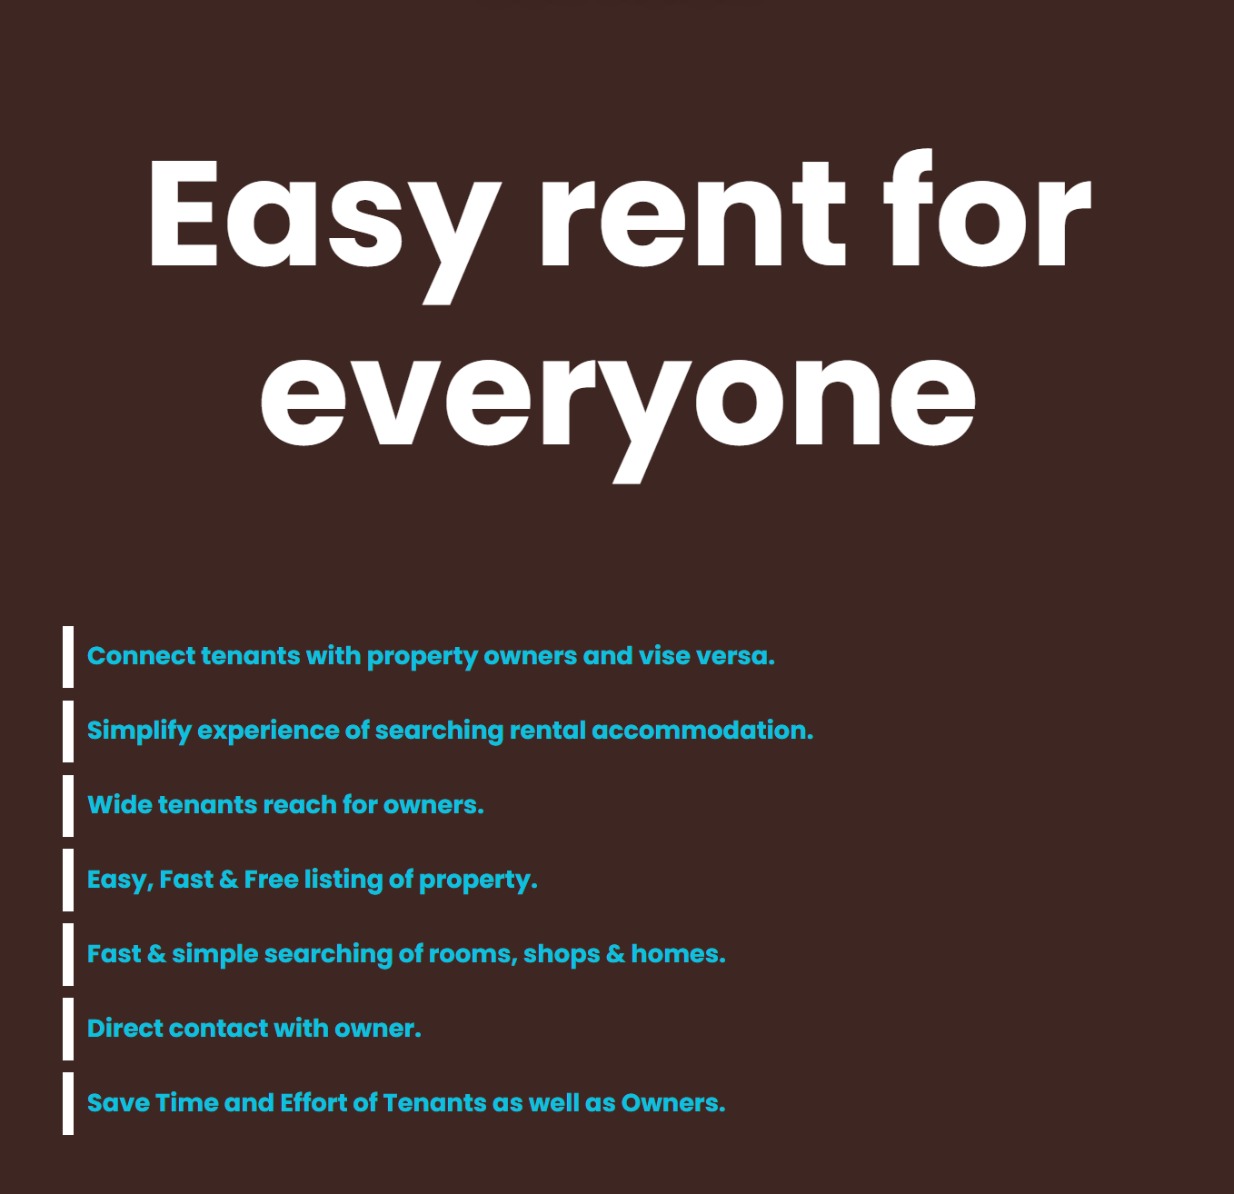 Easy rent for
everyone
Connect tenants with property owners and vise versa.
Simplify experience of searching rental accommodation.
Wide tenants reach for owners.
Easy, Fast & Free listing of property.
Fast & simple searching of rooms, shops & homes.
Direct contact with owner.
Save Time and Effort of Tenants as well as Owners.